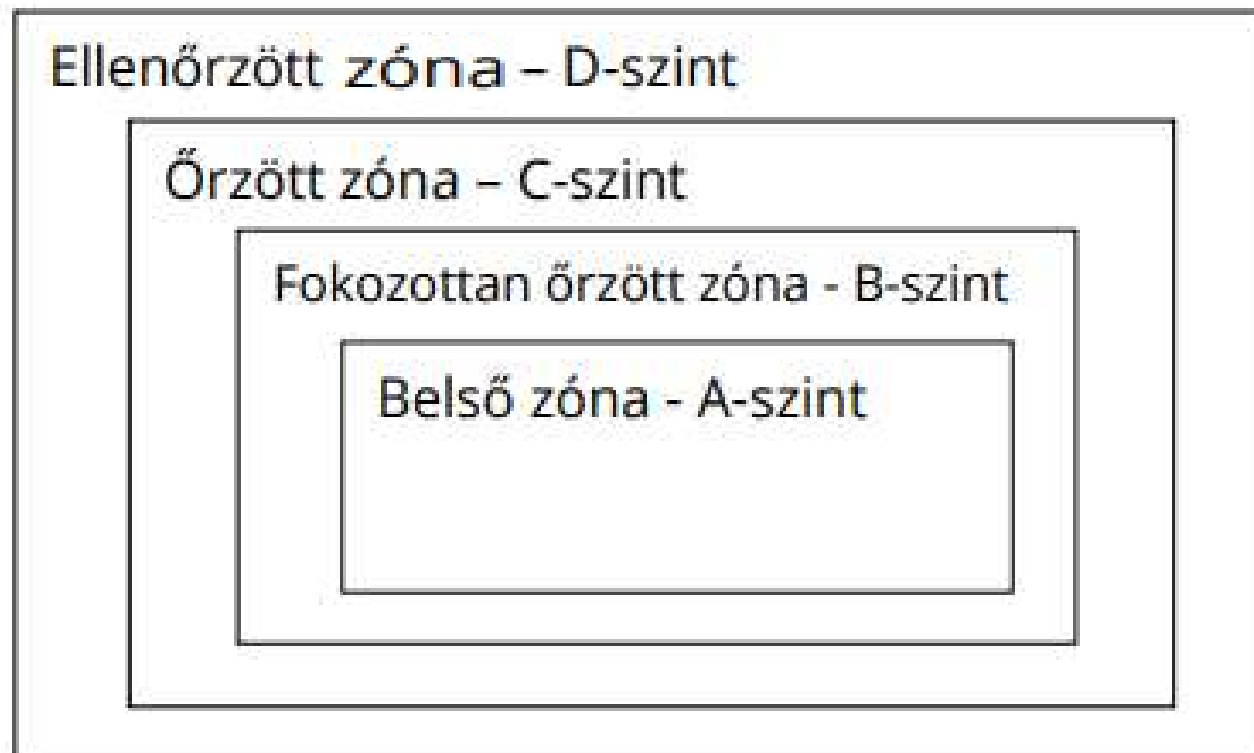 Ellenőrzött zóna – D-szint
Őrzött zóna – C-szint
Fokozottan őrzött zóna - B-szint
Belső zóna - A-szint